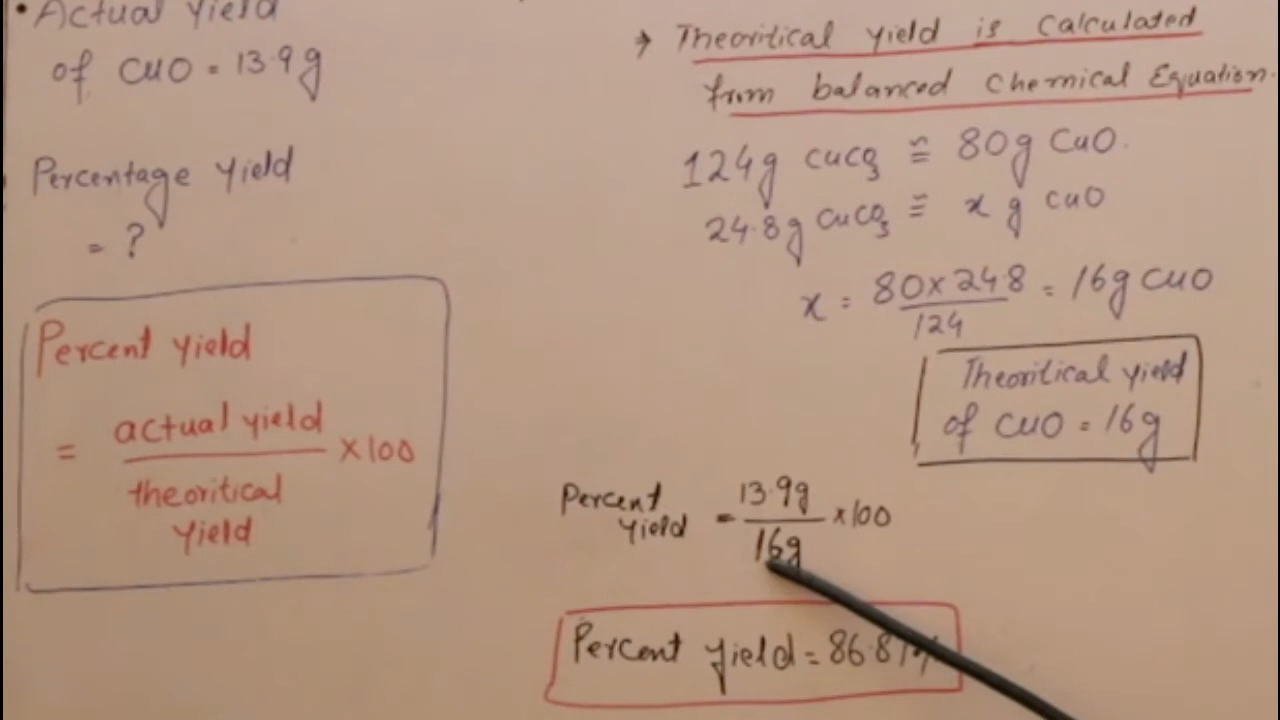 • Actual Yield
of CuO = 13.9g
Percentage Yield
= ?
Percent yield
= actual yield
× 100
theoritical
Yield
→ Theoritical yield is calculated
from balanced chemical Equation.
124g CuCO3 ≅ 80g CuO.
24.8g CuCO3 ≅ x g CuO
x = 80 × 24.8 = 16g CuO
124
Theoritical yield
of CuO = 16g
Percent
Yield = 13.9g × 100
16g
Percent yield =